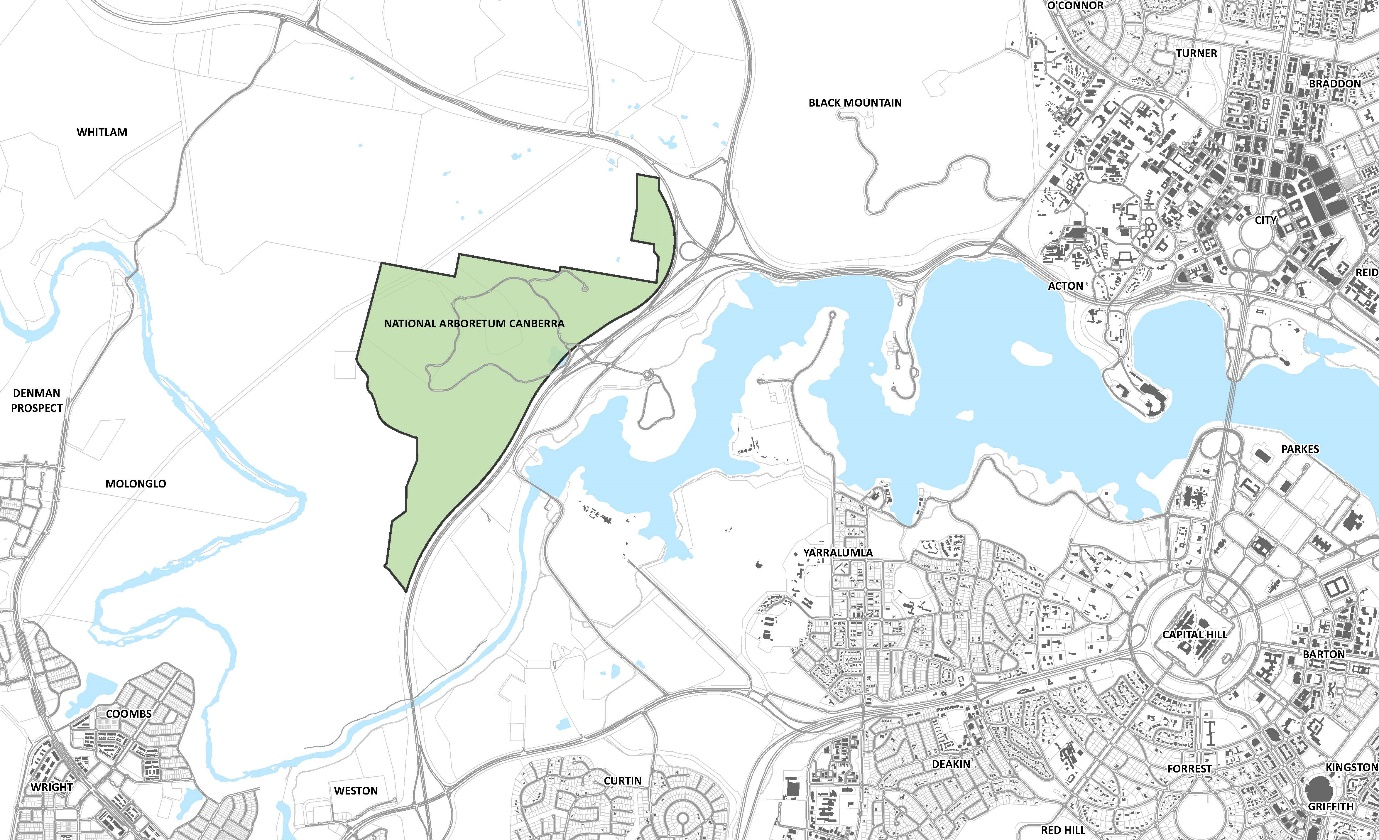 O'CONNOR
TURNER
BRADDON
BLACK MOUNTAIN
WHITLAM
CITY
REID
ACTON
NATIONAL ARBORETUM CANBERRA
DENMAN
PROSPECT
PARKES
MOLONGLO
YARRALUMLA
CAPITAL HILL
BARTON
COOMBS
DEAKIN
FORREST
KINGSTON
CURTIN
WRIGHT
WESTON
GRIFFITH
RED HILL